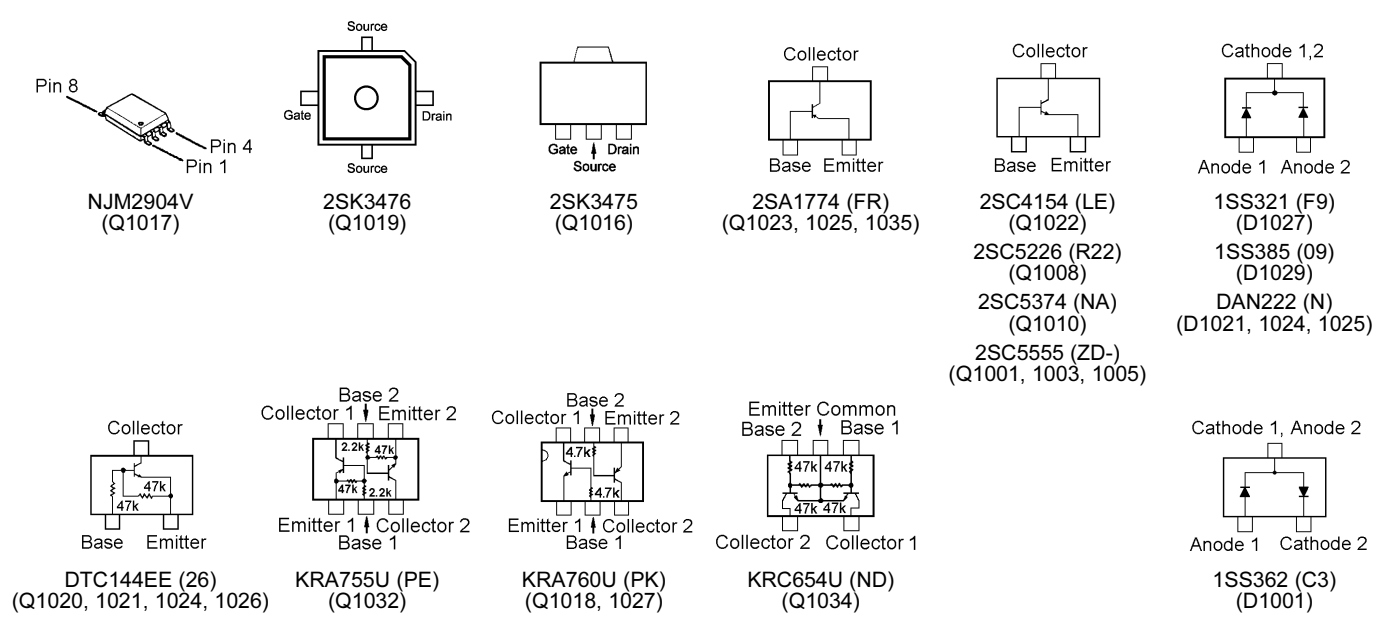 Pin 8
Pin 4
Pin 1
NJM2904V
(Q1017)
Source
Gate
Drain
Source
2SK3476
(Q1019)
Gate
Drain
Source
2SK3475
(Q1016)
Collector
Base Emitter
2SA1774 (FR)
(Q1023, 1025, 1035)
Collector
Base Emitter
2SC4154 (LE)
(Q1022)
2SC5226 (R22)
(Q1008)
2SC5374 (NA)
(Q1010)
2SC5555 (ZD-)
(Q1001, 1003, 1005)
Cathode 1,2
Anode 1 Anode 2
1SS321 (F9)
(D1027)
1SS385 (09)
(D1029)
DAN222 (N)
(D1021, 1024, 1025)
Collector
47k
47k
Base Emitter
DTC144EE (26)
(Q1020, 1021, 1024, 1026)
Base 2
Collector 1 Emitter 2
2.2k 47k
47k 2.2k
Emitter 1 Collector 2
Base 1
KRA755U (PE)
(Q1032)
Base 2
Collector 1 Emitter 2
4.7k
4.7k
Emitter 1 Collector 2
Base 1
KRA760U (PK)
(Q1018, 1027)
Emitter Common
Base 2 Base 1
47k 47k
47k 47k
Collector 2 Collector 1
KRC654U (ND)
(Q1034)
Cathode 1, Anode 2
Anode 1 Cathode 2
1SS362 (C3)
(D1001)